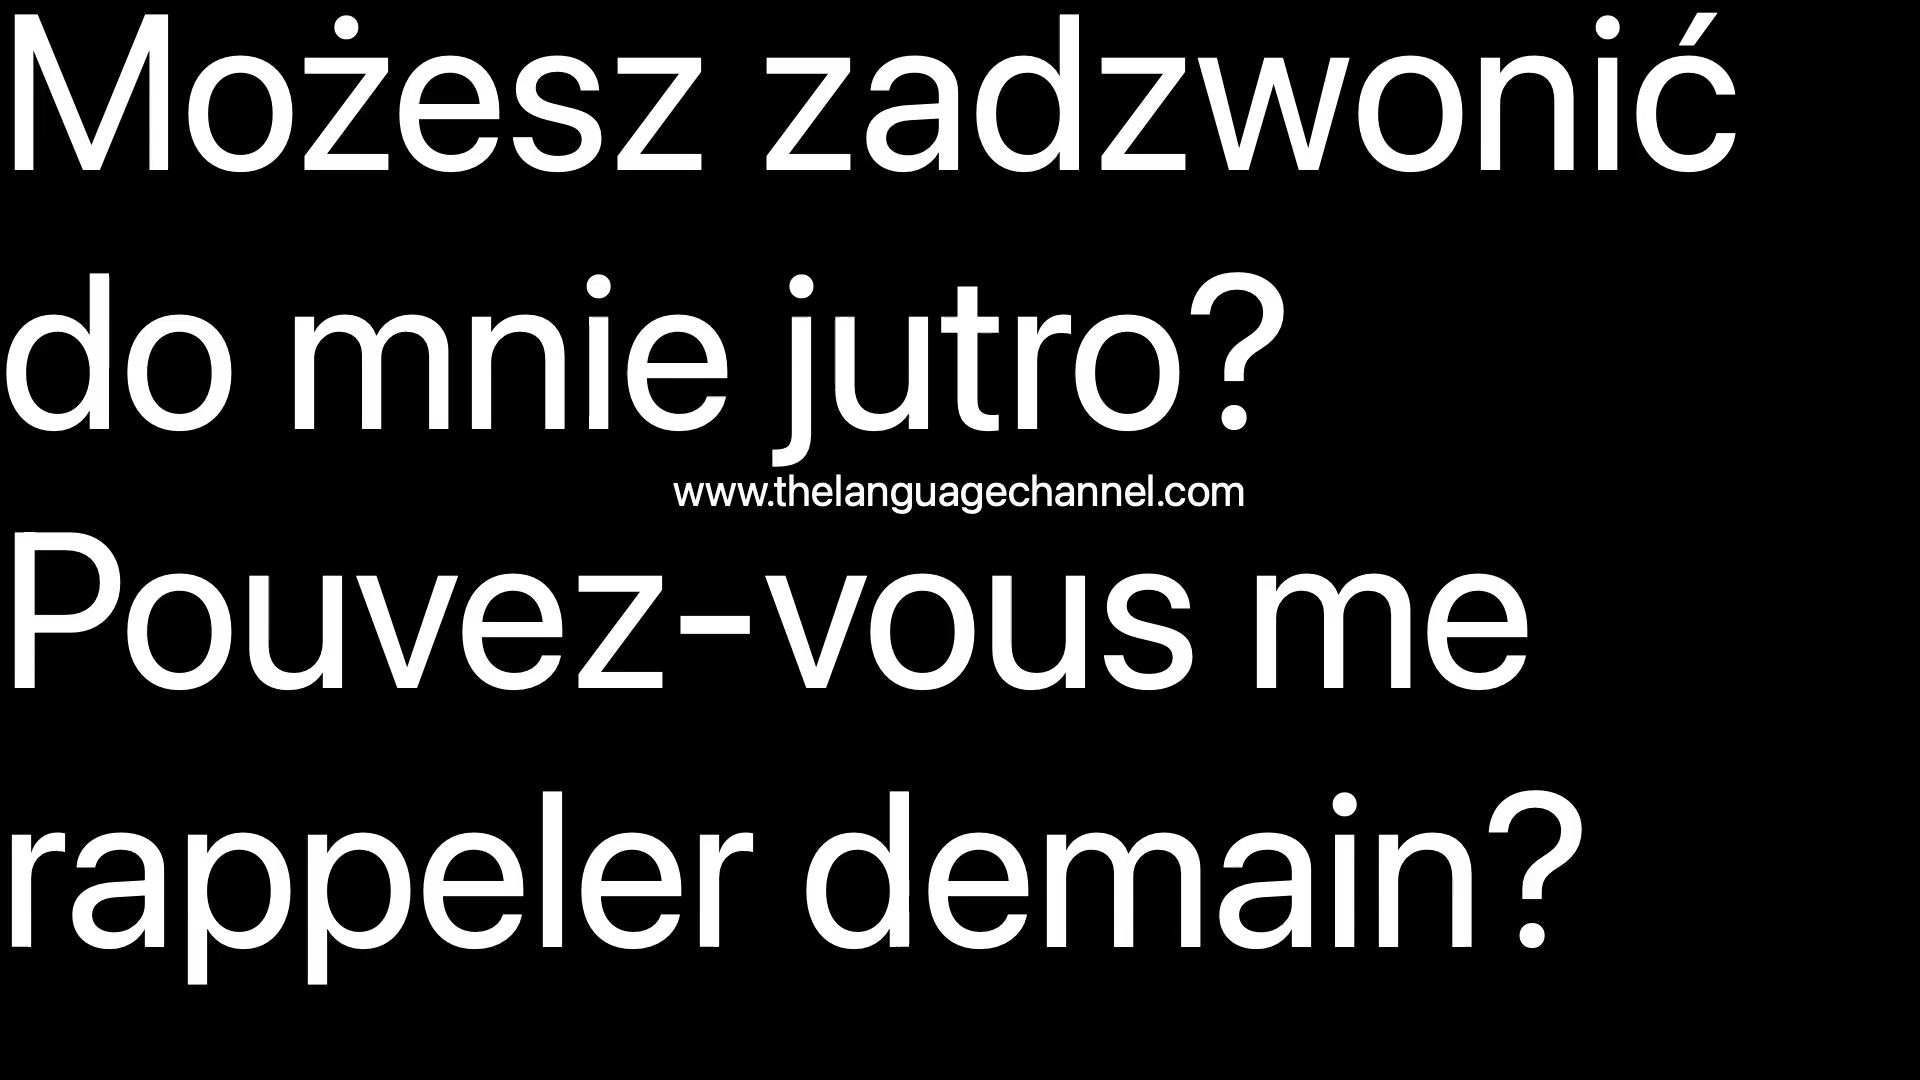 Możesz zadzwonić
do mnie jutro?
www.thelanguagechannel.com
Pouvez-vous me
rappeler demain?